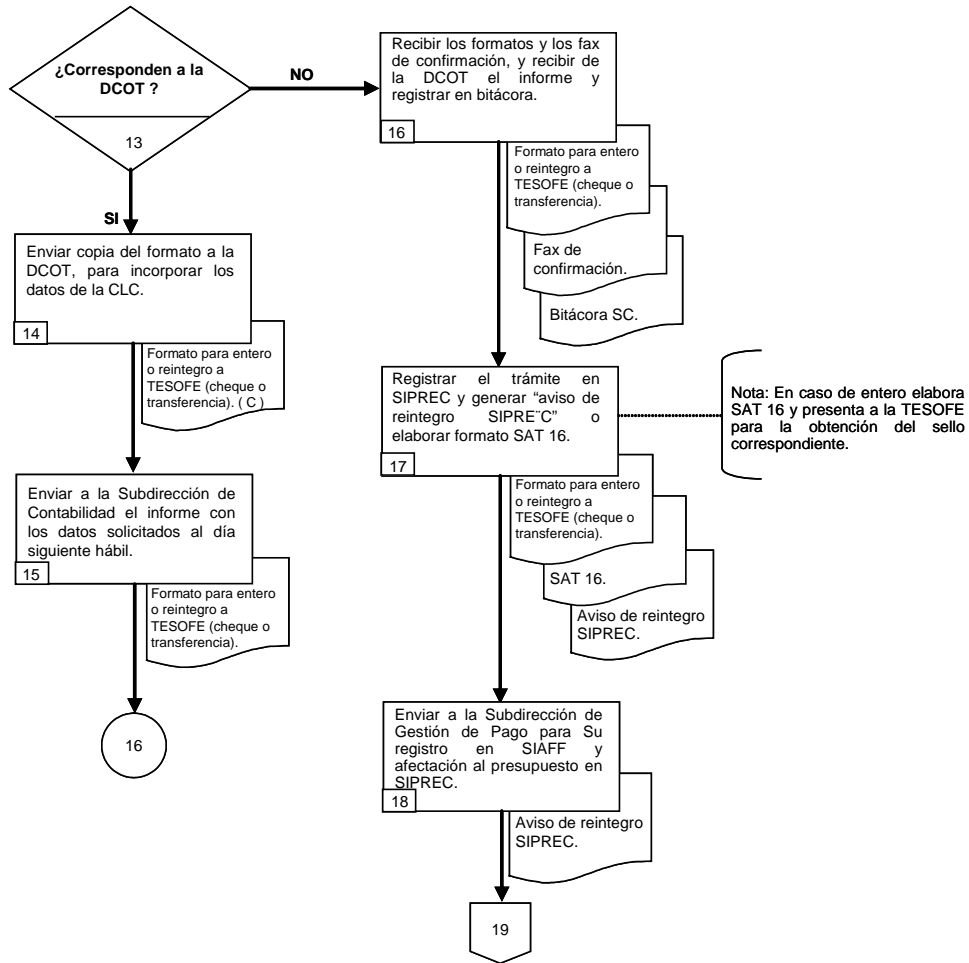 ¿Corresponden a la
DCOT ?
13
NO
SI
Enviar copia del formato a la
DCOT, para incorporar los
datos de la CLC.
14
Formato para entero
o reintegro a
TESOFE (cheque o
transferencia). ( C )
Enviar a la Subdirección de
Contabilidad el informe con
los datos solicitados al día
siguiente hábil.
15
Formato para entero
o reintegro a
TESOFE (cheque o
transferencia).
16
Recibir los formatos y los fax
de confirmación, y recibir de
la DCOT el informe y
registrar en bitácora.
16
Formato para entero
o reintegro a
TESOFE (cheque o
transferencia).
Fax de
confirmación.
Bitácora SC.
Registrar el trámite en
SIPREC y generar “aviso de
reintegro SIPRE¨C” o
elaborar formato SAT 16.
17
Formato para entero
o reintegro a
TESOFE (cheque o
transferencia).
SAT 16.
Aviso de reintegro
SIPREC.
Nota: En caso de entero elabora
SAT 16 y presenta a la TESOFE
para la obtención del sello
correspondiente.
Enviar a la Subdirección de
Gestión de Pago para Su
registro en SIAFF y
afectación al presupuesto en
SIPREC.
18
Aviso de reintegro
SIPREC.
19